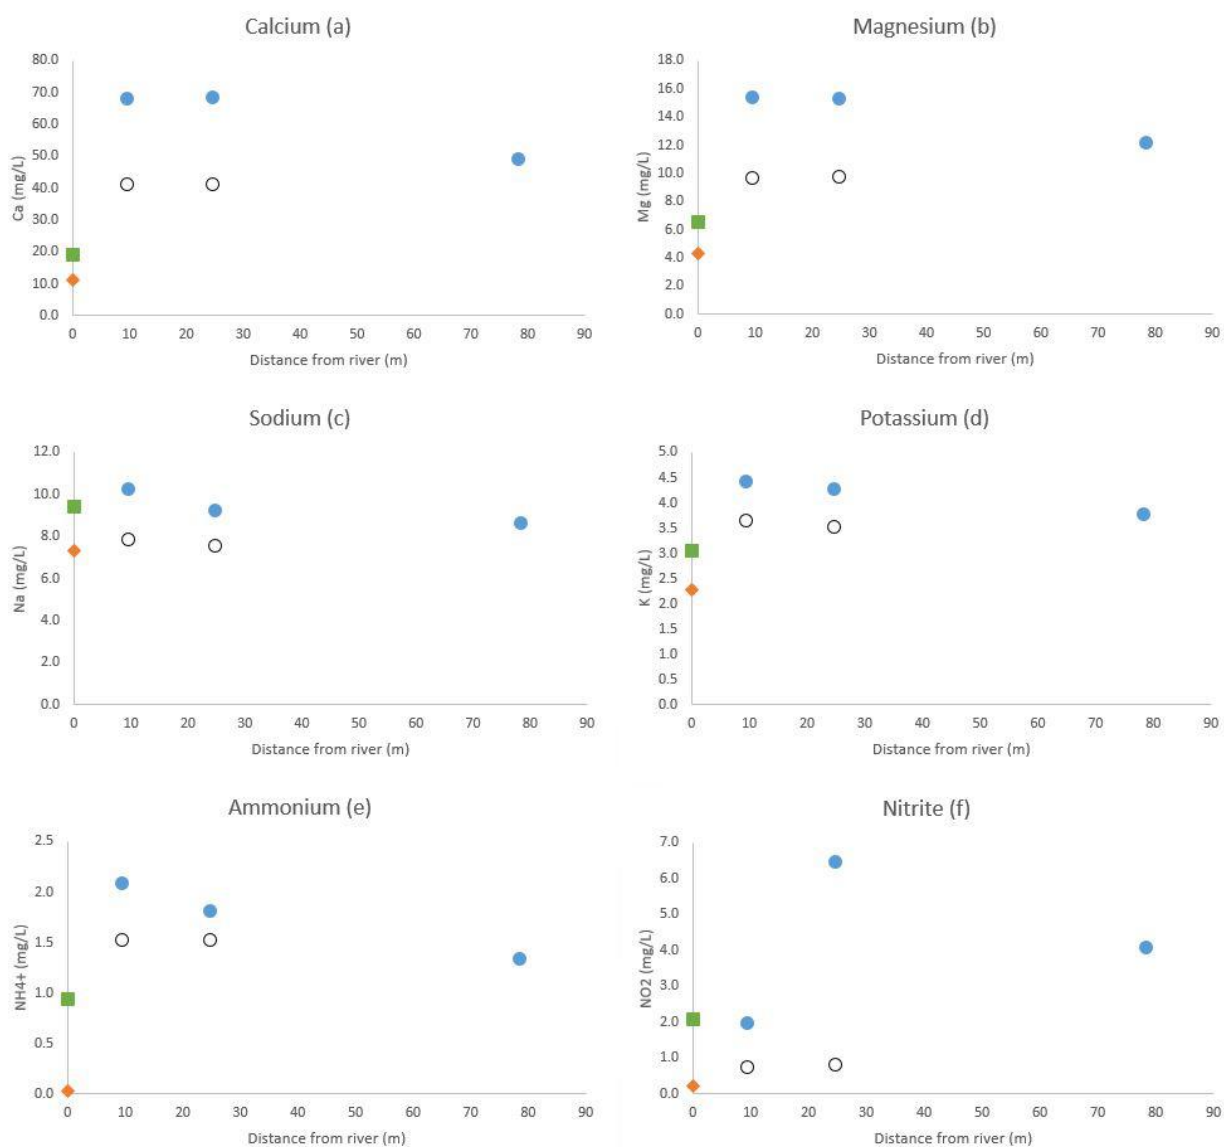 Calcium (a)
80.0
70.0
60.0
50.0
40.0
30.0
20.0
10.0
0.0
Ca (mg/L)
0 10 20 30 40 50 60 70 80 90
Distance from river (m)
Magnesium (b)
18.0
16.0
14.0
12.0
10.0
8.0
6.0
4.0
2.0
0.0
Mg (mg/L)
0 10 20 30 40 50 60 70 80 90
Distance from river (m)
Sodium (c)
12.0
10.0
8.0
6.0
4.0
2.0
0.0
Na (mg/L)
0 10 20 30 40 50 60 70 80 90
Distance from river (m)
Potassium (d)
5.0
4.5
4.0
3.5
3.0
2.5
2.0
1.5
1.0
0.5
0.0
K (mg/L)
0 10 20 30 40 50 60 70 80 90
Distance from river (m)
Ammonium (e)
2.5
2.0
1.5
1.0
0.5
0.0
NH4+ (mg/L)
0 10 20 30 40 50 60 70 80 90
Distance from river (m)
Nitrite (f)
7.0
6.0
5.0
4.0
3.0
2.0
1.0
0.0
NO2 (mg/L)
0 10 20 30 40 50 60 70 80 90
Distance from river (m)